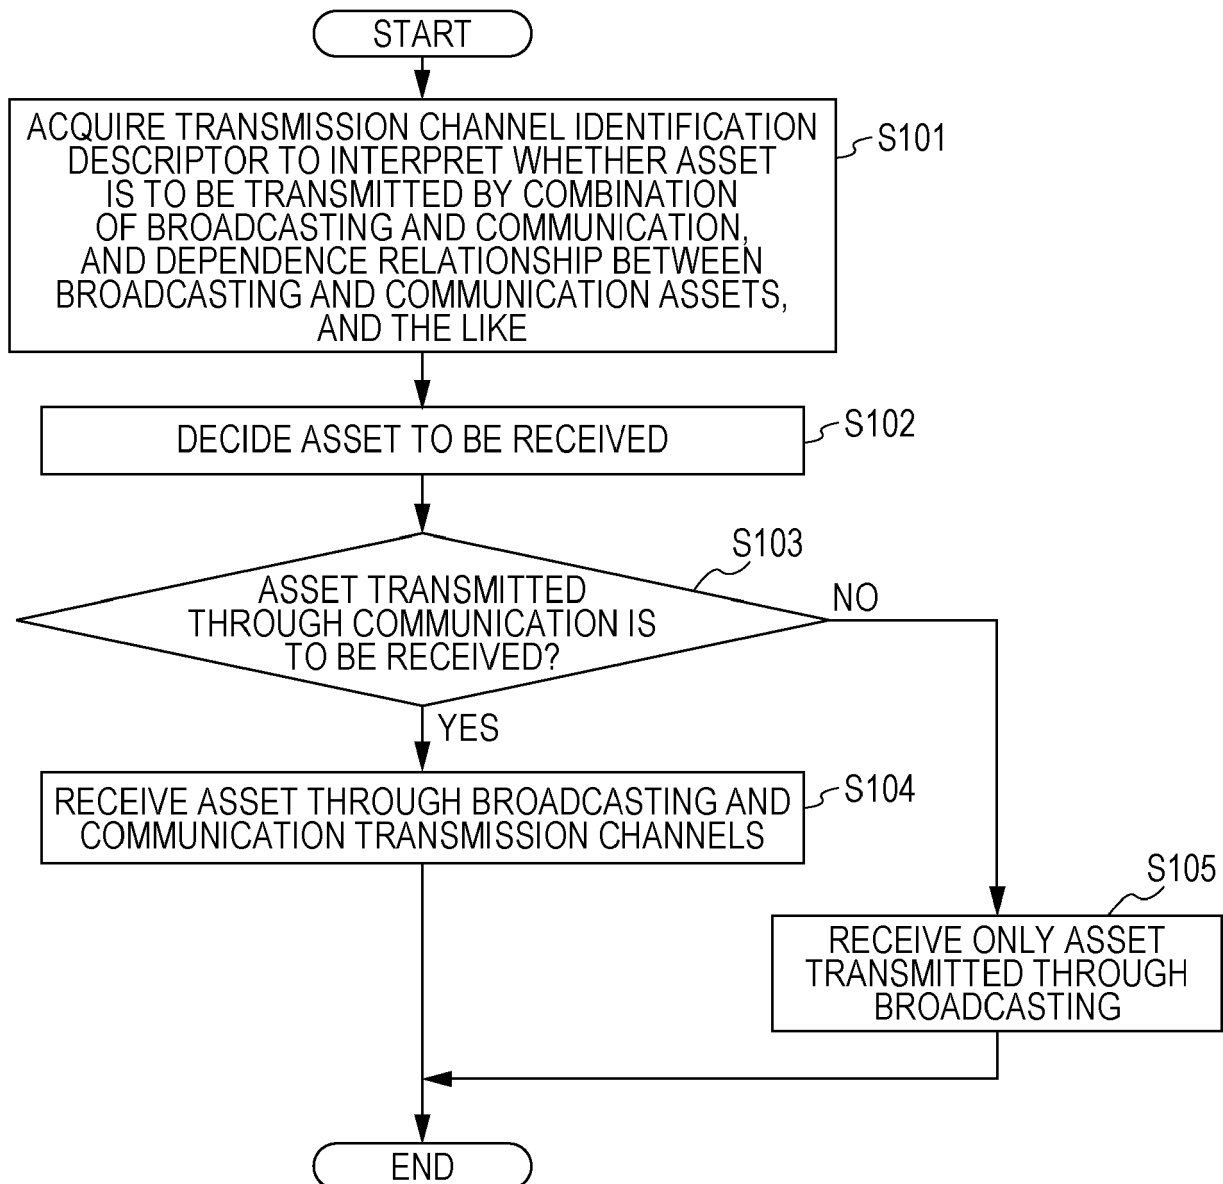 START
ACQUIRE TRANSMISSION CHANNEL IDENTIFICATION
DESCRIPTOR TO INTERPRET WHETHER ASSET
IS TO BE TRANSMITTED BY COMBINATION
OF BROADCASTING AND COMMUNICATION,
AND DEPENDENCE RELATIONSHIP BETWEEN
BROADCASTING AND COMMUNICATION ASSETS,
AND THE LIKE
S101
DECIDE ASSET TO BE RECEIVED
S102
S103
ASSET TRANSMITTED
THROUGH COMMUNICATION IS
TO BE RECEIVED?
NO
YES
RECEIVE ASSET THROUGH BROADCASTING AND
COMMUNICATION TRANSMISSION CHANNELS
S104
S105
RECEIVE ONLY ASSET
TRANSMITTED THROUGH
BROADCASTING
END